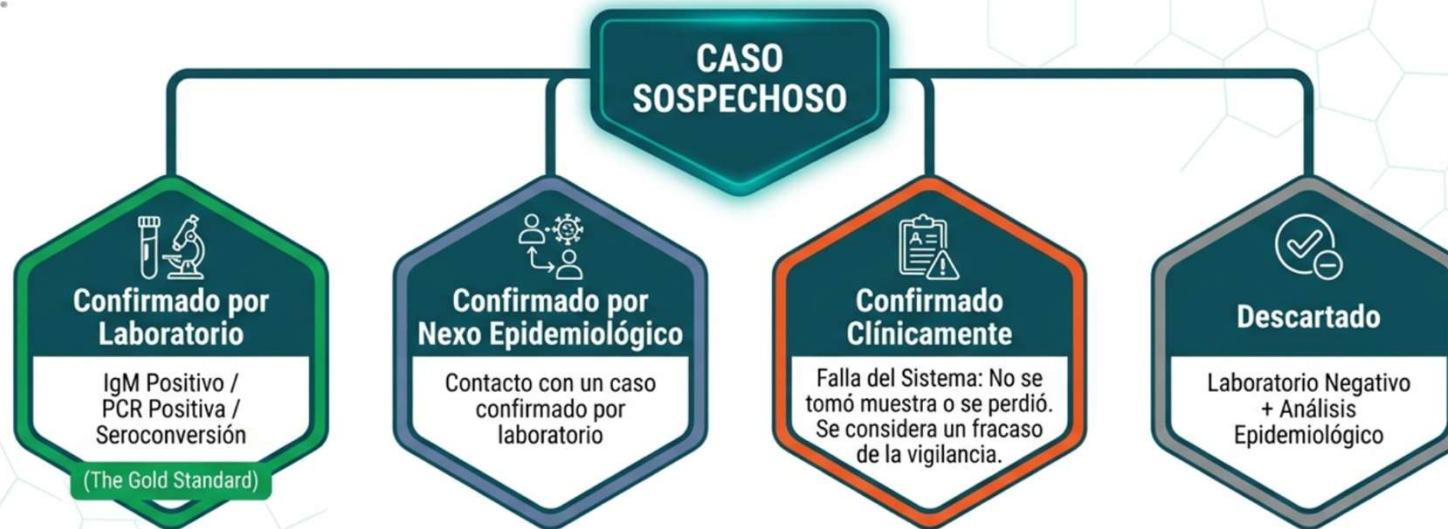 CASO
SOSPECHOSO
Confirmado por
Laboratorio
IgM Positivo /
PCR Positiva /
Seroconversión
(The Gold Standard)
Confirmado por
Nexo Epidemiológico
Contacto con un caso
confirmado por
laboratorio
A
Confirmado
Clínicamente
Falla del Sistema: No se
tomó muestra o se perdió.
Se considera un fracaso
de la vigilancia.
Descartado
Laboratorio Negativo
+ Análisis
Epidemiológico